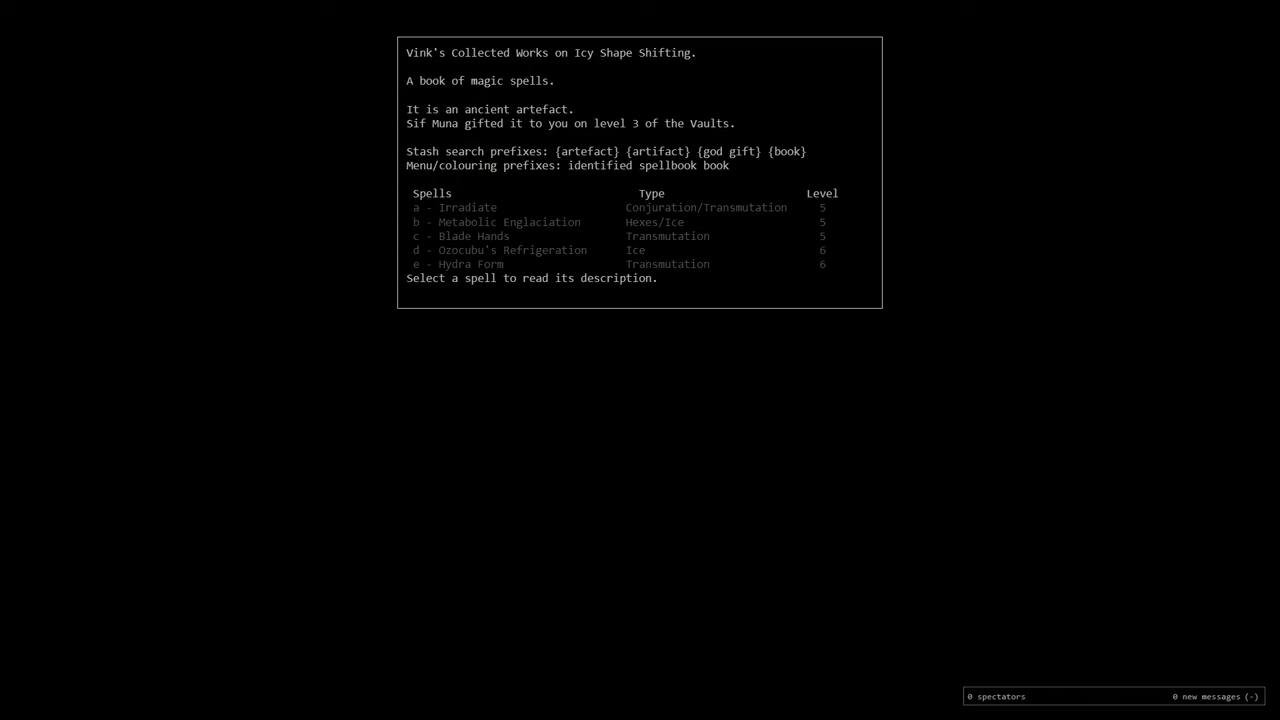 Vink's Collected Works on Icy Shape Shifting.
A book of magic spells.
It is an ancient artefact.
Sif Muna gifted it to you on level 3 of the Vaults.
Stash search prefixes: {artefact} {artifact} {god gift} {book}
Menu/colouring prefixes: identified spellbook book
Spells Type Level
a - Irradiate Conjuration/Transmutation 5
b - Metabolic Englaciation Hexes/Ice 5
c - Blade Hands Transmutation 5
d - Ozocubu's Refrigeration Ice 6
e - Hydra Form Transmutation 6
Select a spell to read its description.
0 spectators 0 new messages (-)